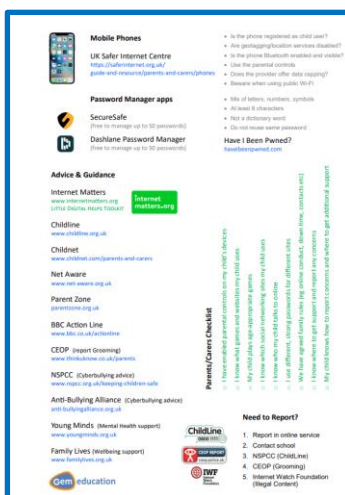 Mobile Phones
UK Safer Internet Centre
https://saferinternet.org.uk/
guide-and-resource/parents-and-carers/phones
Is the phone registered as child user?
Are geotagging/location services disabled?
Is the phone Bluetooth enabled and visible?
Use the parental controls
Does the provider offer data capping?
Beware when using public Wi-Fi
Password Manager apps
SecureSafe
(free to manage up to 50 passwords)
Dashlane Password Manager
(free to manage up to 50 passwords)
Mix of letters, numbers, symbols
At least 8 characters
Not a dictionary word
Do not reuse same password
Have I Been Pwned?
haveibeenpwned.com
Advice & Guidance
Internet Matters
www.internetmatters.org
LITTLE DIGITAL HELPS TOOLKIT
internet
matters.org
Childline
www.childline.org.uk
Childnet
www.childnet.com/parents-and-carers
Net Aware
www.net-aware.org.uk
Parent Zone
parentzone.org.uk
BBC Action Line
www.bbc.co.uk/actionline
CEOP (report Grooming)
www.thinkuknow.co.uk/parents
NSPCC (Cyberbullying advice)
www.nspcc.org.uk/keeping-children-safe
Anti-Bullying Alliance (Cyberbullying advice)
anti-bullyingalliance.org.uk
Young Minds (Mental Health support)
www.youngminds.org.uk
Family Lives (Wellbeing support)
www.familylives.org.uk
Gem education
Parents/Carers Checklist
I have enabled parental controls on my child's devices
I know what games and websites my child uses
My child plays age-appropriate games
I know which social networking sites my child uses
I know who my child talks to online
I use different, strong passwords for different sites
We have agreed family rules (eg online conduct, down time, contacts etc)
I know where to get support and report any concerns
My child knows how to report concerns and where to get additional support
ChildLine
CEOP REPORT
IWF
Need to Report?
1. Report in online service
2. Contact school
3. NSPCC (ChildLine)
4. CEOP (Grooming)
5. Internet Watch Foundation
(Illegal Content)